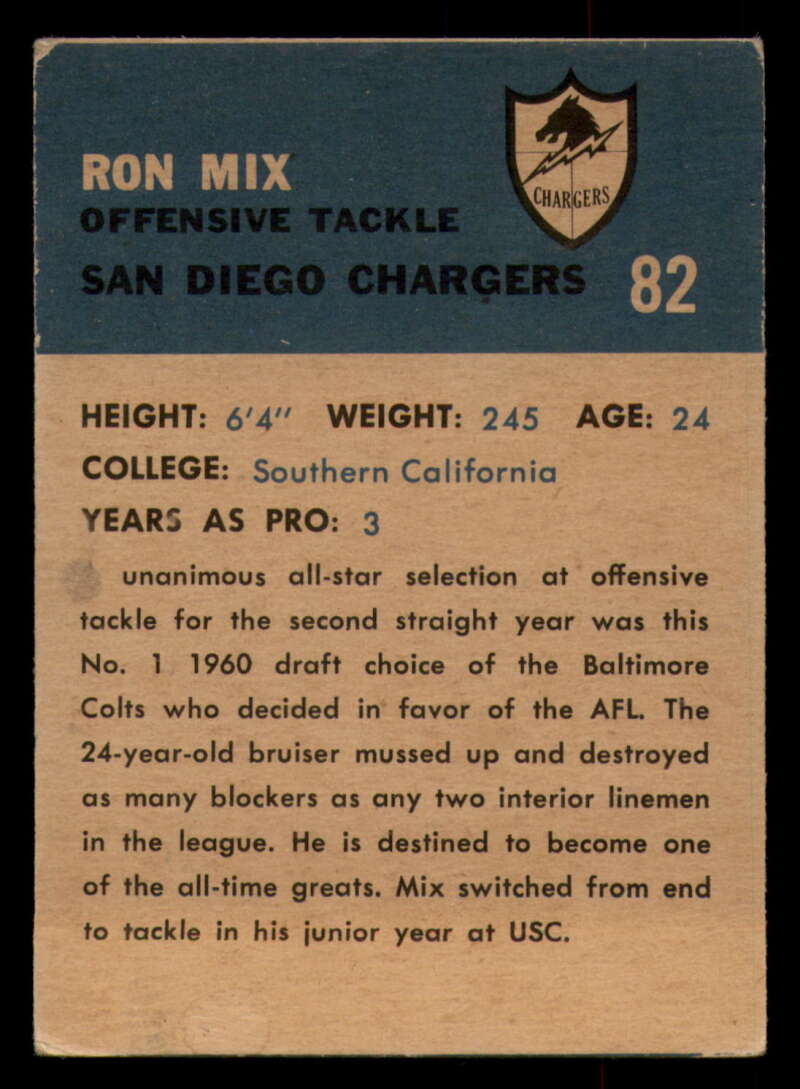 RON MIX
OFFENSIVE TACKLE
SAN DIEGO CHARGERS 82
CHARGERS
HEIGHT: 6'4" WEIGHT: 245 AGE: 24
COLLEGE: Southern California
YEARS AS PRO: 3
unanimous all-star selection at offensive
tackle for the second straight year was this
No. 1 1960 draft choice of the Baltimore
Colts who decided in favor of the AFL. The
24-year-old bruiser mussed up and destroyed
as many blockers as any two interior linemen
in the league. He is destined to become one
of the all-time greats. Mix switched from end
to tackle in his junior year at USC.